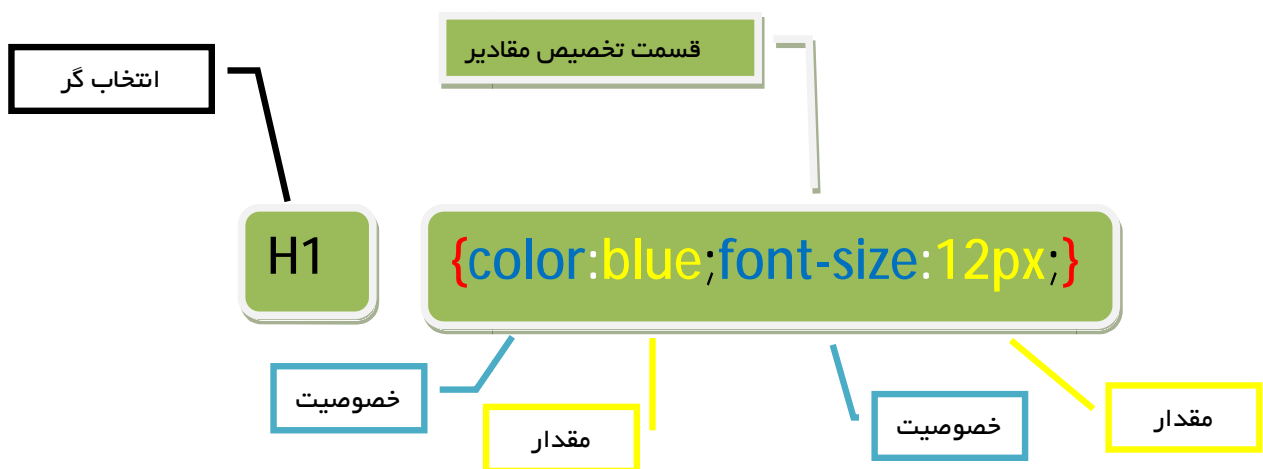 قسمت تخصیص مقادیر
انتخاب گر
H1 {color:blue;font-size:12px;}
خصوصیت
مقدار
خصوصیت
مقدار